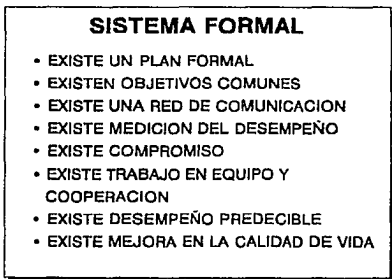 SISTEMA FORMAL
• EXISTE UN PLAN FORMAL
• EXISTEN OBJETIVOS COMUNES
• EXISTE UNA RED DE COMUNICACION
• EXISTE MEDICION DEL DESEMPEÑO
• EXISTE COMPROMISO
• EXISTE TRABAJO EN EQUIPO Y
COOPERACION
• EXISTE DESEMPEÑO PREDECIBLE
• EXISTE MEJORA EN LA CALIDAD DE VIDA